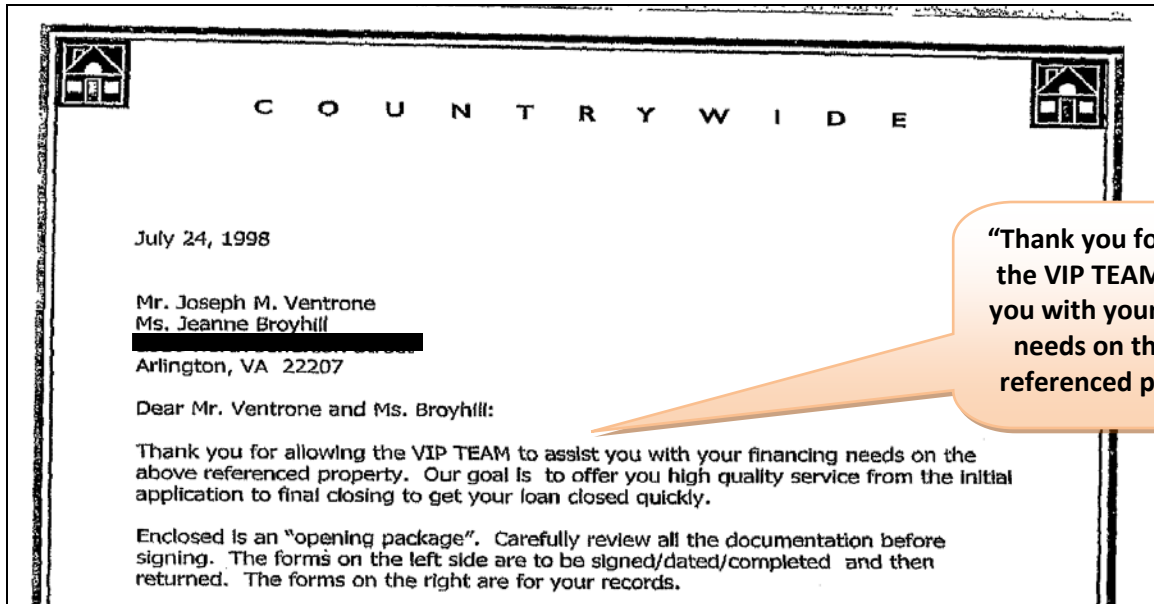 C O U N T R Y W I D E
July 24, 1998
Mr. Joseph M. Ventrone
Ms. Jeanne Broyhill
Arlington, VA 22207
Dear Mr. Ventrone and Ms. Broyhill:
Thank you for allowing the VIP TEAM to assist you with your financing needs on the
above referenced property. Our goal is to offer you high quality service from the initial
application to final closing to get your loan closed quickly.
Enclosed is an "opening package". Carefully review all the documentation before
signing. The forms on the left side are to be signed/dated/completed and then
returned. The forms on the right are for your records.
“Thank you fo
the VIP TEAM
you with your
needs on th
referenced p